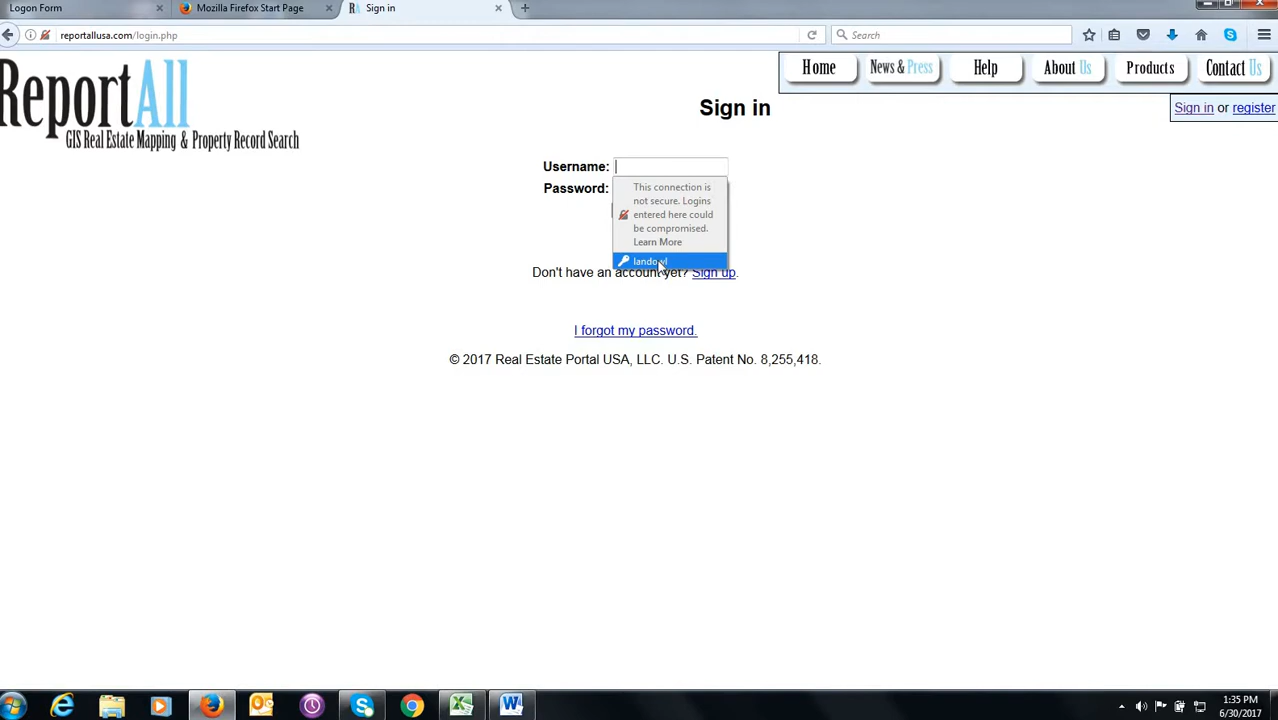 Logon Form
Mozilla Firefox Start Page
Sign in
reportallusa.com/login.php
Search
ReportAll
GIS Real Estate Mapping & Property Record Search
Home
News & Press
Help
About Us
Products
Contact Us
Sign in or register
Sign in
Username:
Password:
This connection is
not secure. Logins
entered here could
be compromised.
Learn More
Don't have an account yet? Sign up.
I forgot my password.
© 2017 Real Estate Portal USA, LLC. U.S. Patent No. 8,255,418.
1:35 PM
6/30/2017